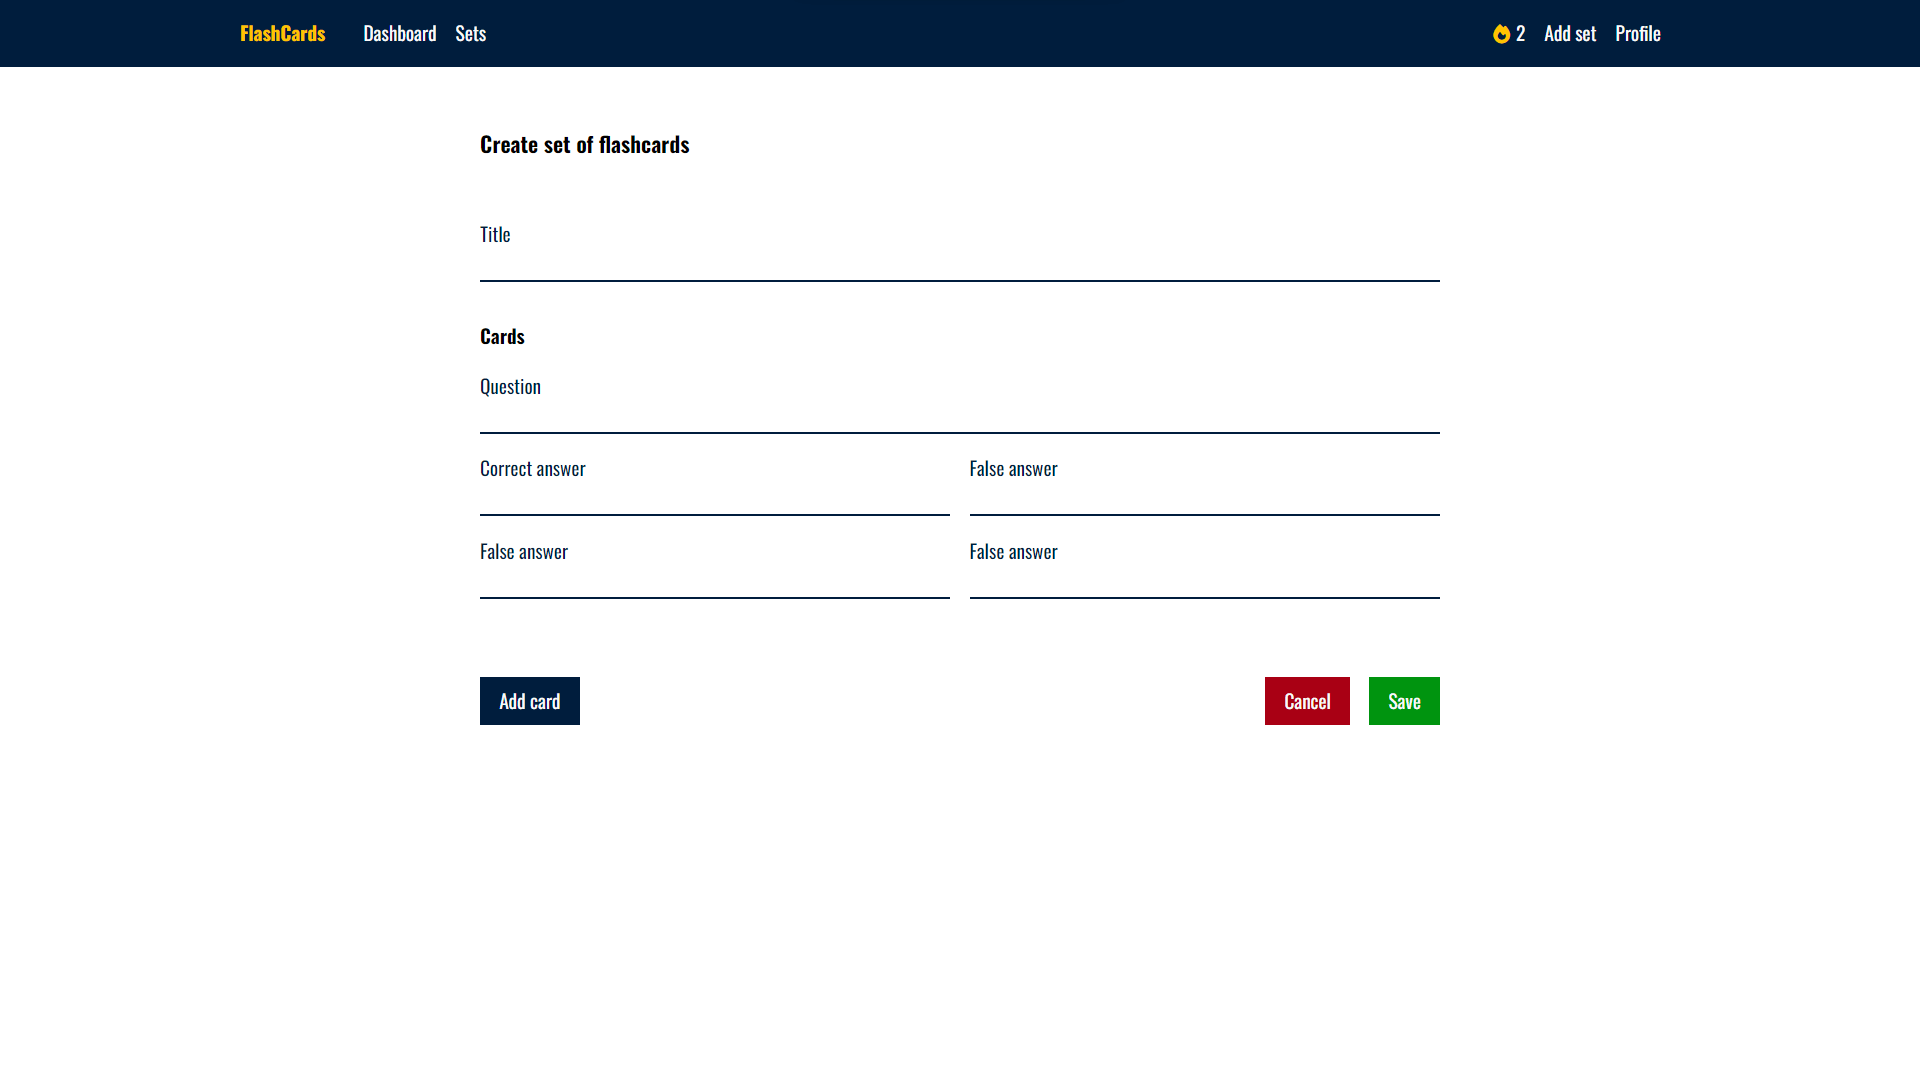 FlashCards Dashboard Sets 2 Add set Profile
Create set of flashcards
Title
Cards
Question
Correct answer False answer
False answer False answer
Add card Cancel Save